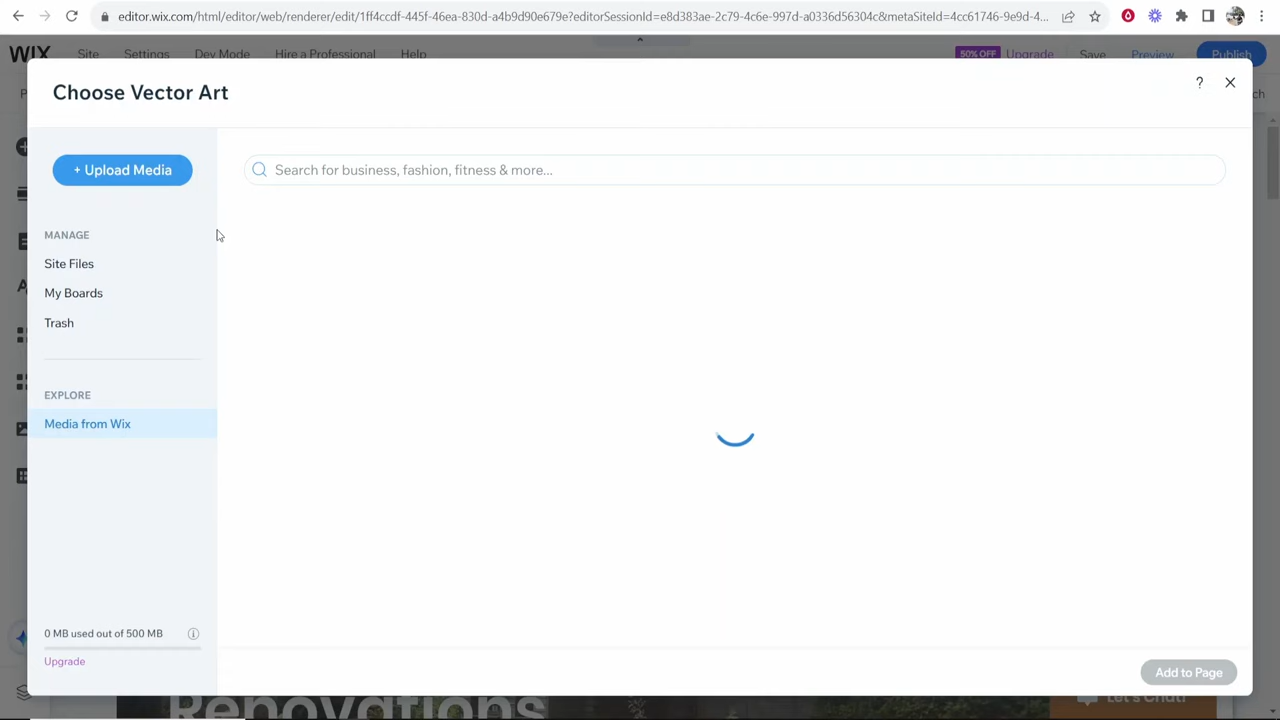 editor.wix.com/html/editor/web/renderer/edit/1ff4ccdf-445f-46ea-830d-a4b9d90e679e?editorSessionId=e8d383ae-2c79-4c6e-997d-a0336d56304c&metaSiteId=4cc61746-9e9d-4...
WIX Site Settings Dev Mode Hire a Professional Help 50% OFF Upgrade Save Preview Publish
Choose Vector Art
?
+ Upload Media
Search for business, fashion, fitness & more...
MANAGE
Site Files
My Boards
Trash
EXPLORE
Media from Wix
0 MB used out of 500 MB
Upgrade
Add to Page
Renovations
Let's Chat!